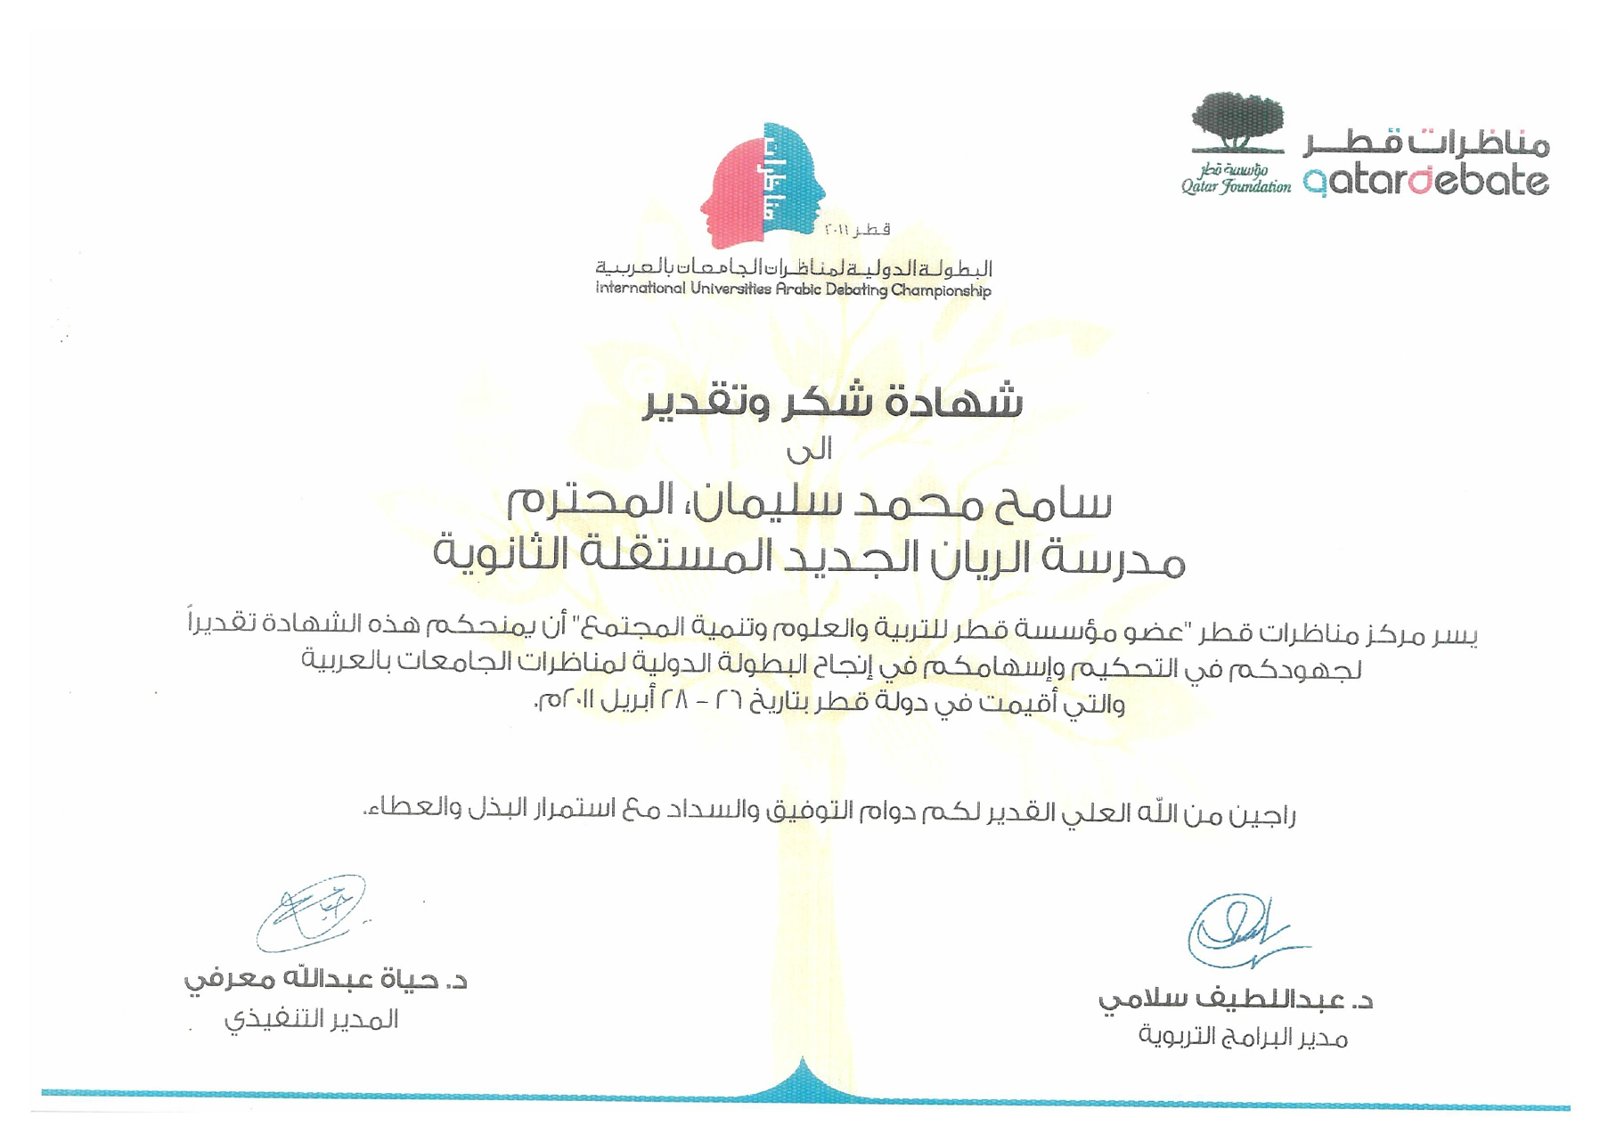 مناظرات قطر
qatardebate
مؤسسة قطر
Qatar Foundation
مناظرات
قطر ٢٠١١
البطولة الدولية لمناظرات الجامعات بالعربية
International Universities Arabic Debating Championship
شهادة شكر وتقدير
الى
سامح محمد سليمان، المحترم
مدرسة الريان الجديد المستقلة الثانوية
يسر مركز مناظرات قطر "عضو مؤسسة قطر للتربية والعلوم وتنمية المجتمع" أن يمنحكم هذه الشهادة تقديراً
لجهودكم في التحكيم وإسهامكم في إنجاح البطولة الدولية لمناظرات الجامعات بالعربية
والتي أقيمت في دولة قطر بتاريخ ٢٦ - ٢٨ أبريل ٢٠١١م.
راجين من الله العلي القدير لكم دوام التوفيق والسداد مع استمرار البذل والعطاء.
د. عبداللطيف سلامي
مدير البرامج التربوية
د. حياة عبدالله معرفي
المدير التنفيذي